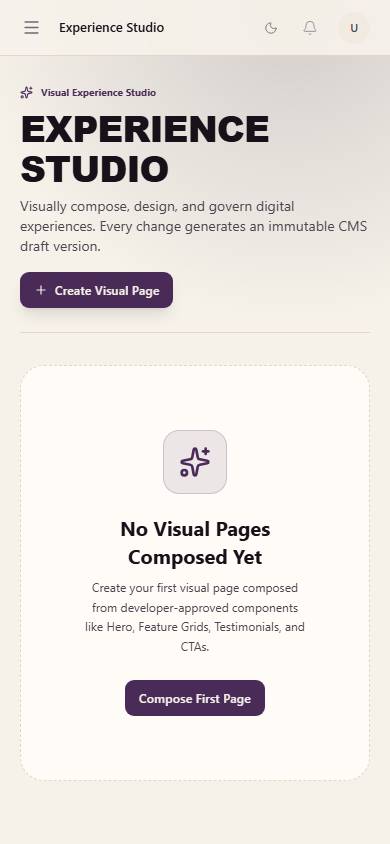 Experience Studio
U
Visual Experience Studio
EXPERIENCE
STUDIO
Visually compose, design, and govern digital
experiences. Every change generates an immutable CMS
draft version.
Create Visual Page
No Visual Pages
Composed Yet
Create your first visual page composed
from developer-approved components
like Hero, Feature Grids, Testimonials, and
CTAs.
Compose First Page